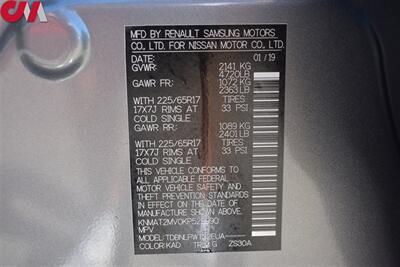 CM
MFD BY RENAULT SAMSUNG MOTORS
CO.,LTD. FOR NISSAN MOTOR CO., LTD.
DATE: 01/19
GVWR: 2141 KG
4720LB
GAWR FR: 1072 KG
2363LB
WITH 225/65R17 TIRES
17X7J RIMS AT 33 PSI
COLD SINGLE
GAWR RR: 1089 KG
2401LB
WITH 225/65R17 TIRES
17X7J RIMS AT 33 PSI
COLD SINGLE
THIS VEHICLE CONFORMS
TO ALL APPLICABLE FEDERAL
MOTOR VEHICLE SAFETY AND
THEFT PREVENTION STANDARDS
IN EFFECT ON THE DATE OF
MANUFACTURE SHOWN ABOVE.
MPV
MODEL:
COLOR:KAD TRIM: G ZS30A